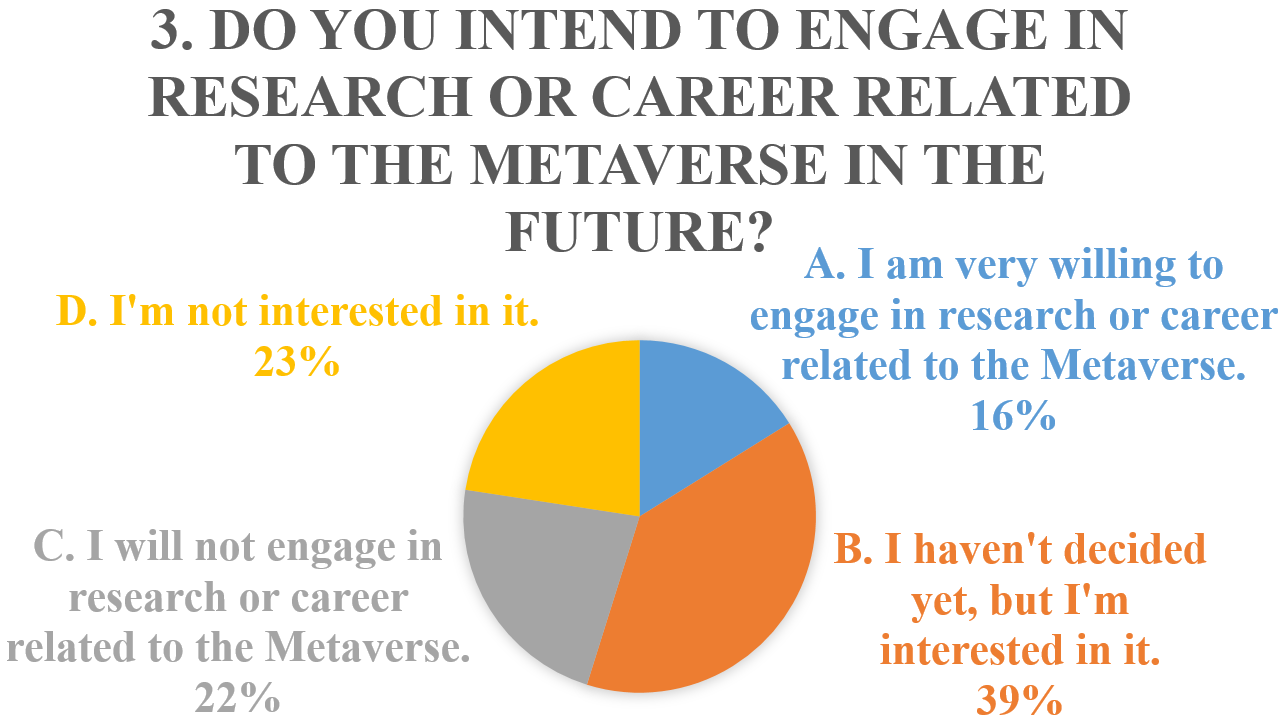 3. DO YOU INTEND TO ENGAGE IN
RESEARCH OR CAREER RELATED
TO THE METAVERSE IN THE
FUTURE?
A. I am very willing to
engage in research or career
related to the Metaverse.
16%
D. I'm not interested in it.
23%
C. I will not engage in
research or career
related to the Metaverse.
22%
B. I haven't decided
yet, but I'm
interested in it.
39%